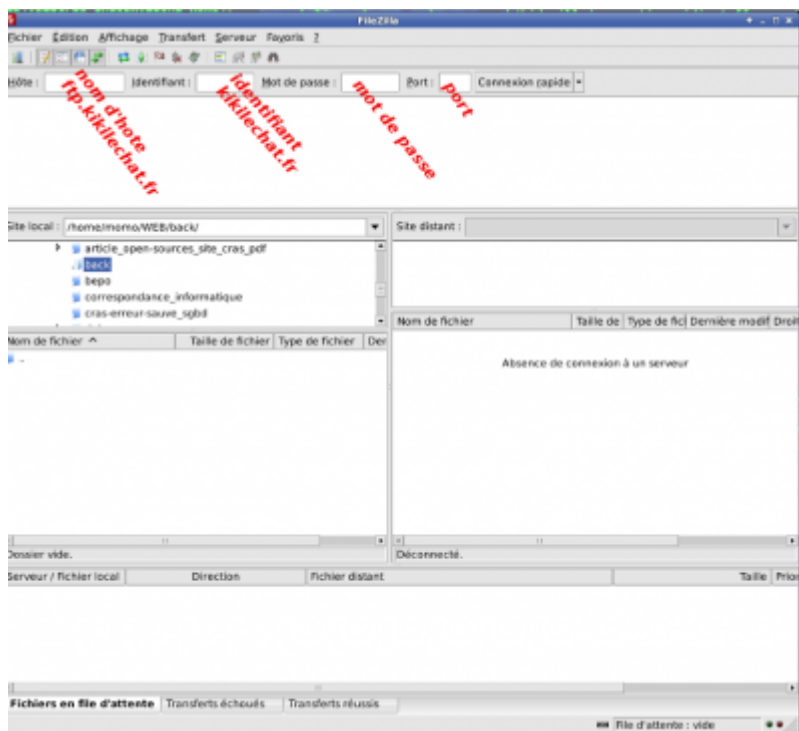 FileZilla
Fichier Édition Affichage Transfert Serveur Favoris ?
Hôte : Identifiant : Mot de passe : Port : Connexion rapide
nom d'hote
ftp.kikilechat.fr
identifiant
kikilechat.fr
mot de passe
port
Site local : /home/momo/WEB/back/
Site distant :
article_open-sources_site_cras_pdf
back
bepo
correspondance_informatique
cras-erreur-sauve_sgbd
Nom de fichier Taille de fichier Type de fichier Der
..
Nom de fichier Taille de Type de fic Dernière modif Droit
Absence de connexion à un serveur
Dossier vide.
Déconnecté.
Serveur / Fichier local Direction Fichier distant Taille Prior
Fichiers en file d'attente Transferts échoués Transferts réussis
File d'attente : vide